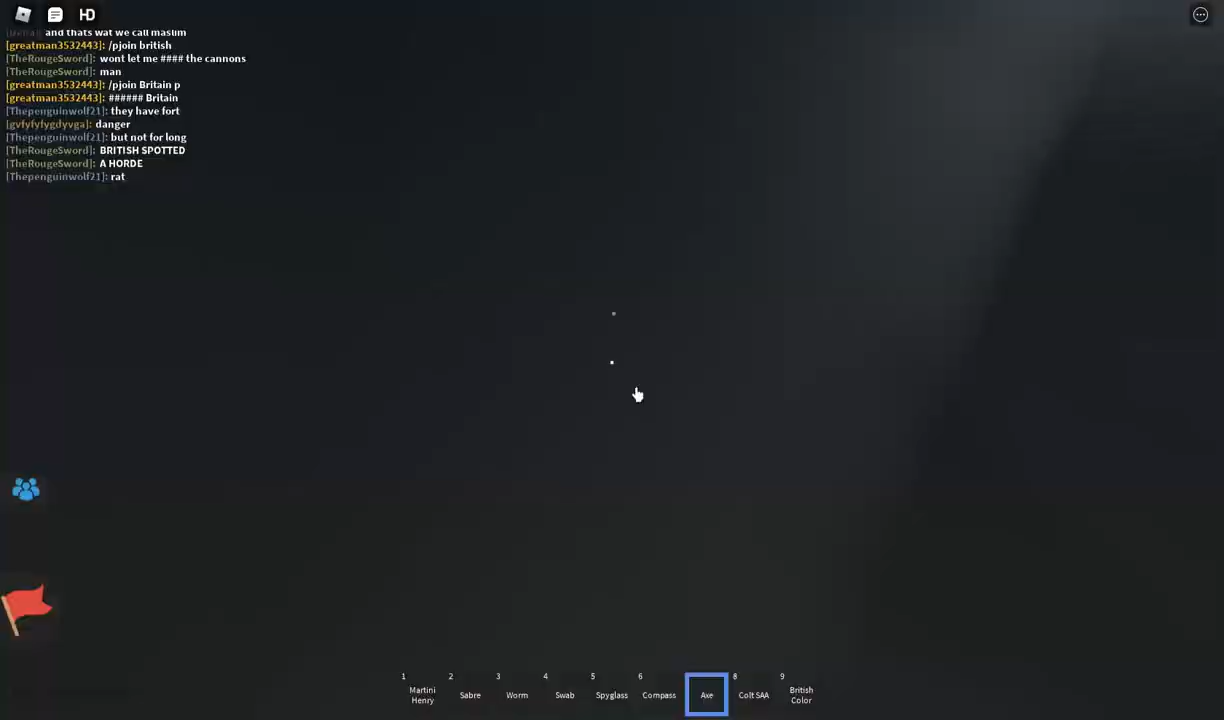 HD
and thats wat we call maslim
[greatman3532443]: /pjoin british
[TheRougeSword]: wont let me #### the cannons
[TheRougeSword]: man
[greatman3532443]: /pjoin Britain p
[greatman3532443]: ###### Britain
[Thepenguinwolf21]: they have fort
[gvfyfyfygdyvga]: danger
[Thepenguinwolf21]: but not for long
[TheRougeSword]: BRITISH SPOTTED
[TheRougeSword]: A HORDE
[Thepenguinwolf21]: rat
1 2 3 4 5 6 8 9
Martini Henry Sabre Worm Swab Spyglass Compass Axe Colt SAA British Color